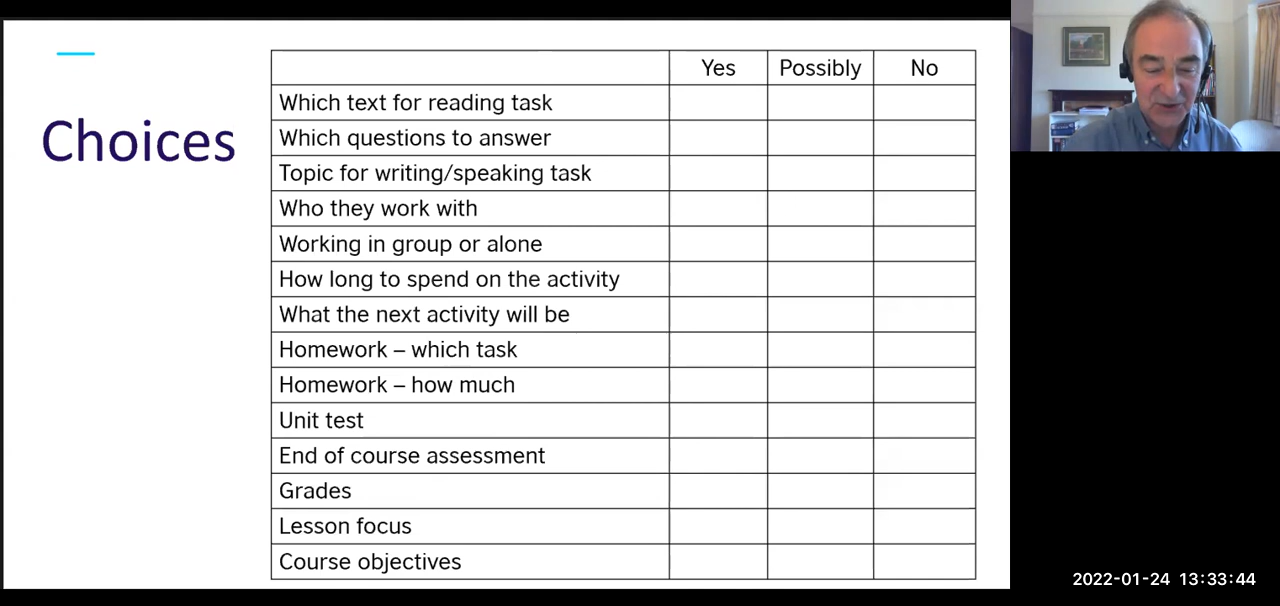 Choices
Yes Possibly No
Which text for reading task
Which questions to answer
Topic for writing/speaking task
Who they work with
Working in group or alone
How long to spend on the activity
What the next activity will be
Homework – which task
Homework – how much
Unit test
End of course assessment
Grades
Lesson focus
Course objectives
2022-01-24 13:33:44